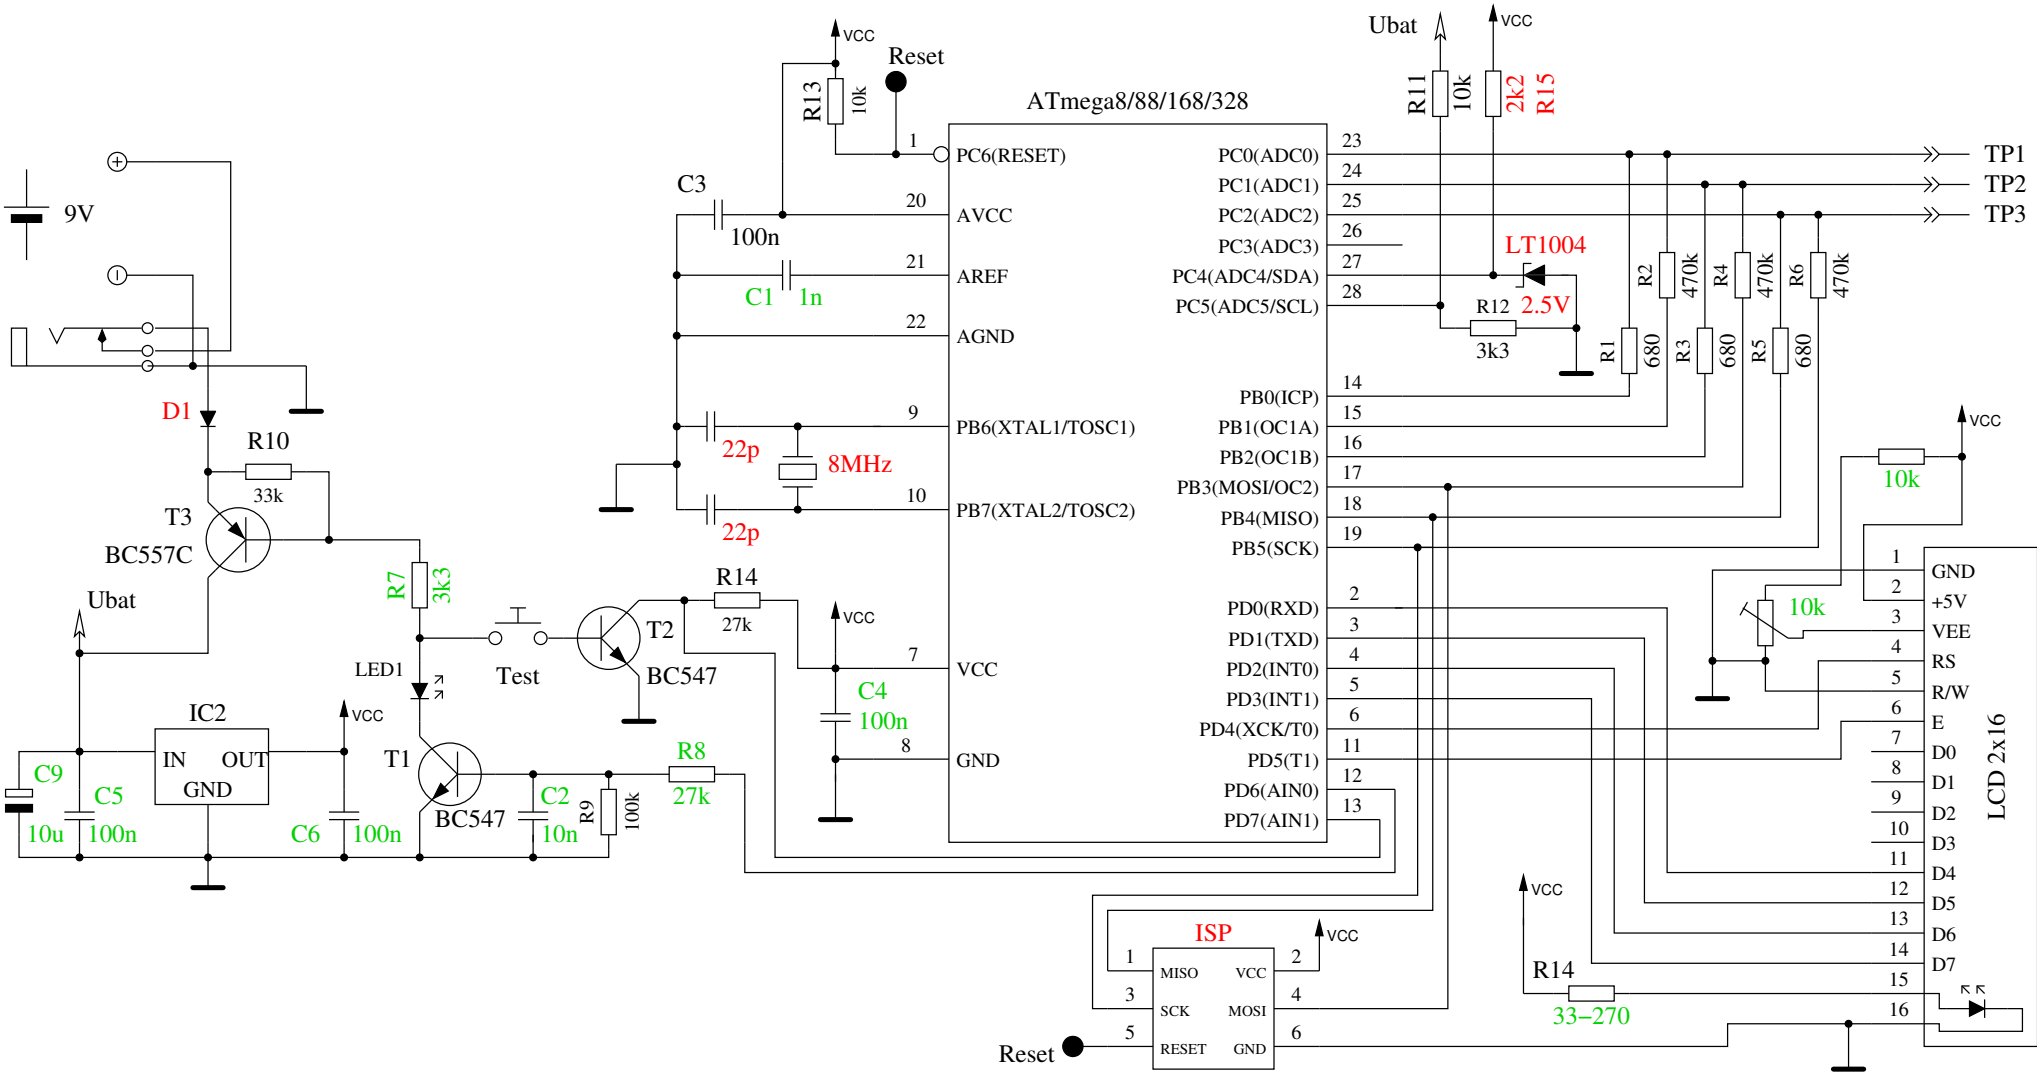 9V
D1
R10
33k
T3
BC557C
Ubat
R7
3k3
LED1
IC2
IN
OUT
GND
VCC
C9
10u
C5
100n
C6
100n
T1
BC547
Test
T2
BC547
R14
27k
C2
10n
R9
100k
R8
27k
VCC
C4
100n
VCC
Reset
R13
10k
C3
100n
C1
1n
22p
8MHz
22p
ATmega8/88/168/328
1
PC6(RESET)
20
AVCC
21
AREF
22
AGND
9
PB6(XTAL1/TOSC1)
10
PB7(XTAL2/TOSC2)
7
VCC
8
GND
PC0(ADC0)
23
PC1(ADC1)
24
PC2(ADC2)
25
PC3(ADC3)
26
PC4(ADC4/SDA)
27
PC5(ADC5/SCL)
28
PB0(ICP)
14
PB1(OC1A)
15
PB2(OC1B)
16
PB3(MOSI/OC2)
17
PB4(MISO)
18
PB5(SCK)
19
PD0(RXD)
2
PD1(TXD)
3
PD2(INT0)
4
PD3(INT1)
5
PD4(XCK/T0)
6
PD5(T1)
11
PD6(AIN0)
12
PD7(AIN1)
13
Ubat
VCC
R11
10k
2k2
R15
LT1004
2.5V
R12
3k3
TP1
TP2
TP3
R2
470k
R4
470k
R6
470k
R1
680
R3
680
R5
680
VCC
10k
10k
LCD 2x16
1
GND
2
+5V
3
VEE
4
RS
5
R/W
6
E
7
D0
8
D1
9
D2
10
D3
11
D4
12
D5
13
D6
14
D7
15
16
VCC
R14
33–270
ISP
VCC
1
MISO
VCC
2
3
SCK
MOSI
4
5
RESET
GND
6
Reset